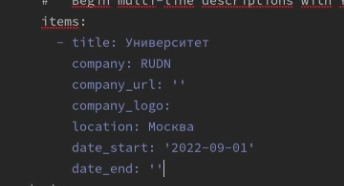 # Begin multi-line descriptions with
items:
- title: Университет
company: RUDN
company_url: ''
company_logo:
location: Москва
date_start: '2022-09-01'
date_end: ''